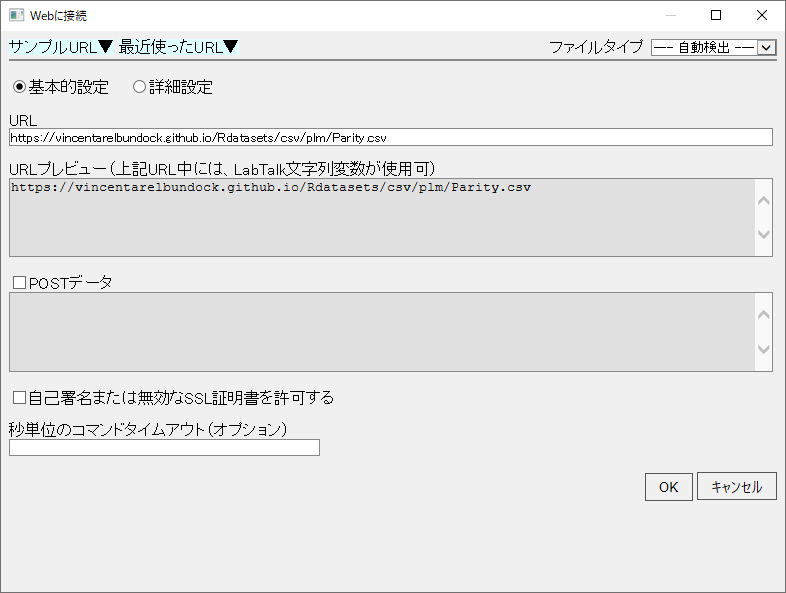 Webに接続
サンプルURL▼ 最近使ったURL▼ ファイルタイプ --- 自動検出 ---
基本的設定 詳細設定
URL
https://vincentarelbundock.github.io/Rdatasets/csv/plm/Parity.csv
URLプレビュー(上記URL中には、LabTalk文字列変数が使用可)
https://vincentarelbundock.github.io/Rdatasets/csv/plm/Parity.csv
POSTデータ
自己署名または無効なSSL証明書を許可する
秒単位のコマンドタイムアウト(オプション)
OK キャンセル